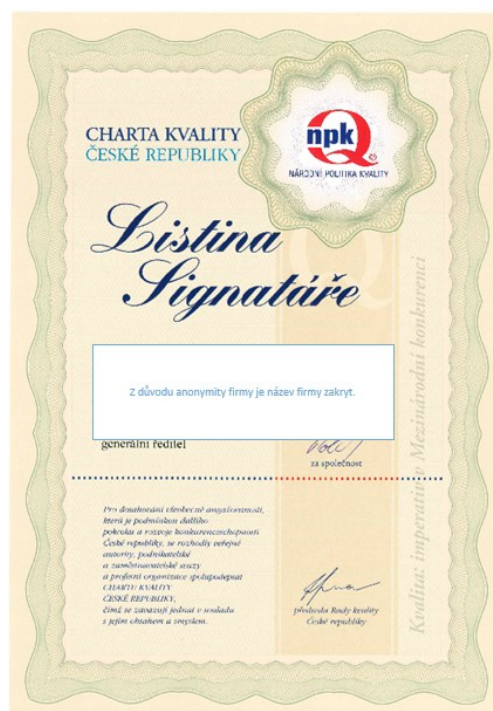 CHARTA KVALITY
ČESKÉ REPUBLIKY
npk
NÁRODNÍ POLITIKA KVALITY
Listina
Signatáře
Z důvodu anonymity firmy je název firmy zakryt.
generální ředitel
za společnost
Pro dosahování všeobecné angažovanosti,
která je podmínkou dalšího
pokroku a rozvoje konkurenceschopnosti
České republiky, se rozhodly veřejné
autority, podnikatelské
a zaměstnavatelské svazy
a profesní organizace spolupodepsat
CHARTU KVALITY
ČESKÉ REPUBLIKY,
čímž se zavazují jednat v souladu
s jejím obsahem a smyslem.
předseda Rady kvality
České republiky
Kvalita: imperativ v Mezinárodní konkurenci